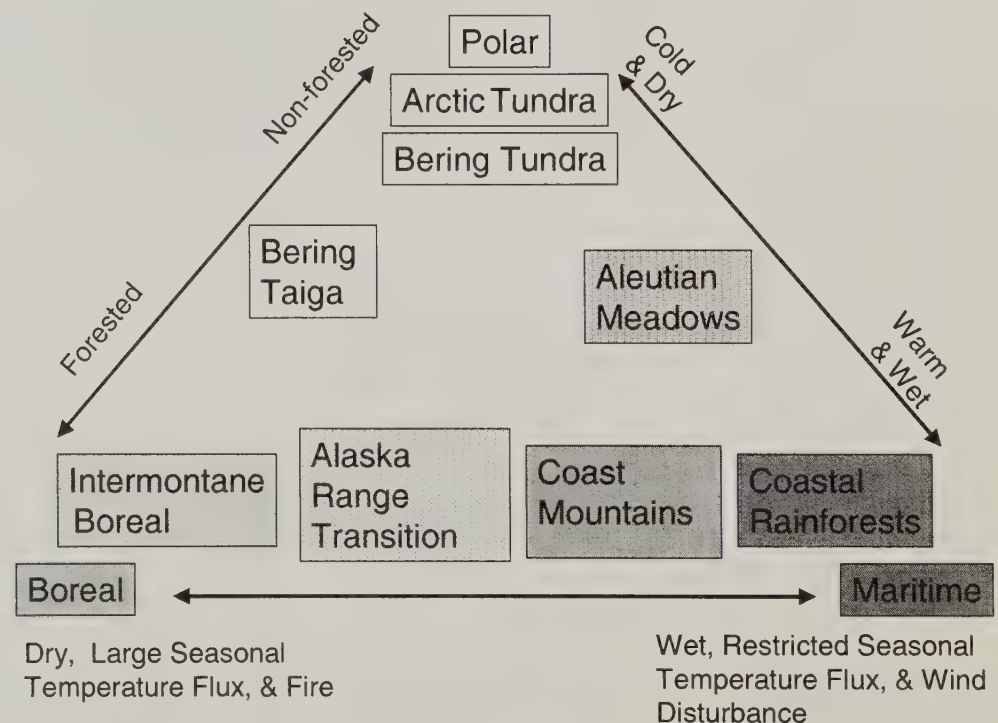 Polar
Arctic Tundra
Bering Tundra
Non-forested
Cold
& Dry
Bering
Taiga
Aleutian
Meadows
Forested
Warm
& Wet
Intermontane
Boreal
Alaska
Range
Transition
Coast
Mountains
Coastal
Rainforests
Boreal
Maritime
Dry, Large Seasonal
Temperature Flux, & Fire
Wet, Restricted Seasonal
Temperature Flux, & Wind
Disturbance